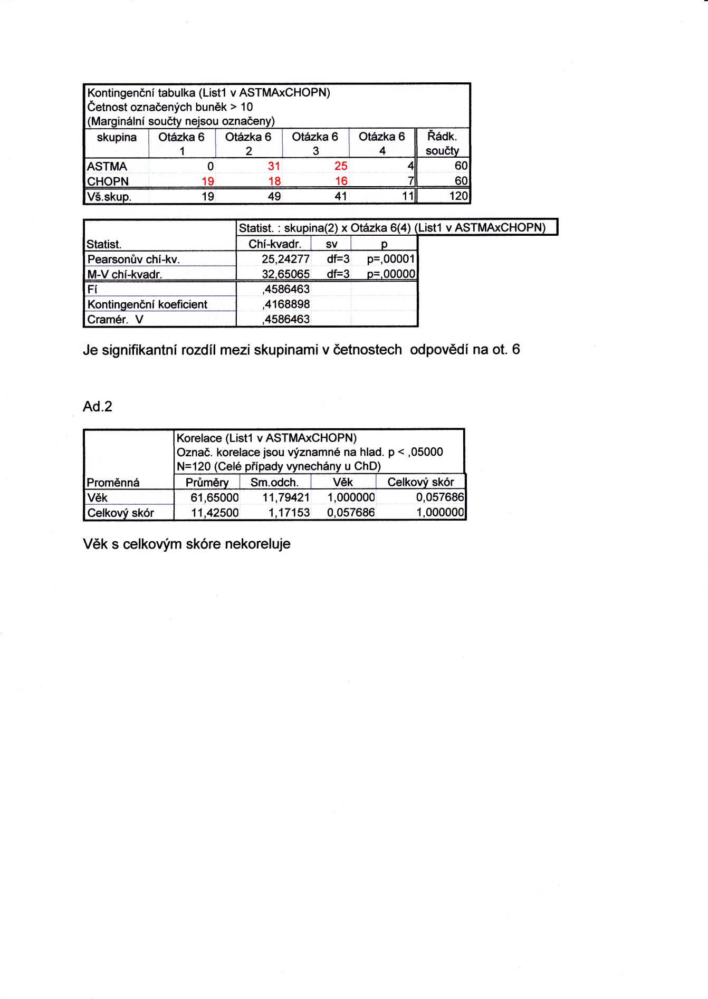 Kontingenční tabulka (List1 v ASTMAxCHOPN)
Četnost označených buněk > 10
(Marginální součty nejsou označeny)
skupina Otázka 6 1 Otázka 6 2 Otázka 6 3 Otázka 6 4 Řádk. součty
ASTMA 0 31 25 4 60
CHOPN 19 18 16 7 60
Vš.skup. 19 49 41 11 120
Statist. : skupina(2) x Otázka 6(4) (List1 v ASTMAxCHOPN)
Statist. Chí-kvadr. sv p
Pearsonův chí-kv. 25,24277 df=3 p=,00001
M-V chí-kvadr. 32,65065 df=3 p=,00000
Fí ,4586463
Kontingenční koeficient ,4168898
Cramér. V ,4586463
Je signifikantní rozdíl mezi skupinami v četnostech odpovědí na ot. 6
Ad.2
Korelace (List1 v ASTMAxCHOPN)
Označ. korelace jsou významné na hlad. p < ,05000
N=120 (Celé případy vynechány u ChD)
Proměnná Průměry Sm.odch. Věk Celkový skór
Věk 61,65000 11,79421 1,000000 0,057686
Celkový skór 11,42500 1,17153 0,057686 1,000000
Věk s celkovým skóre nekoreluje